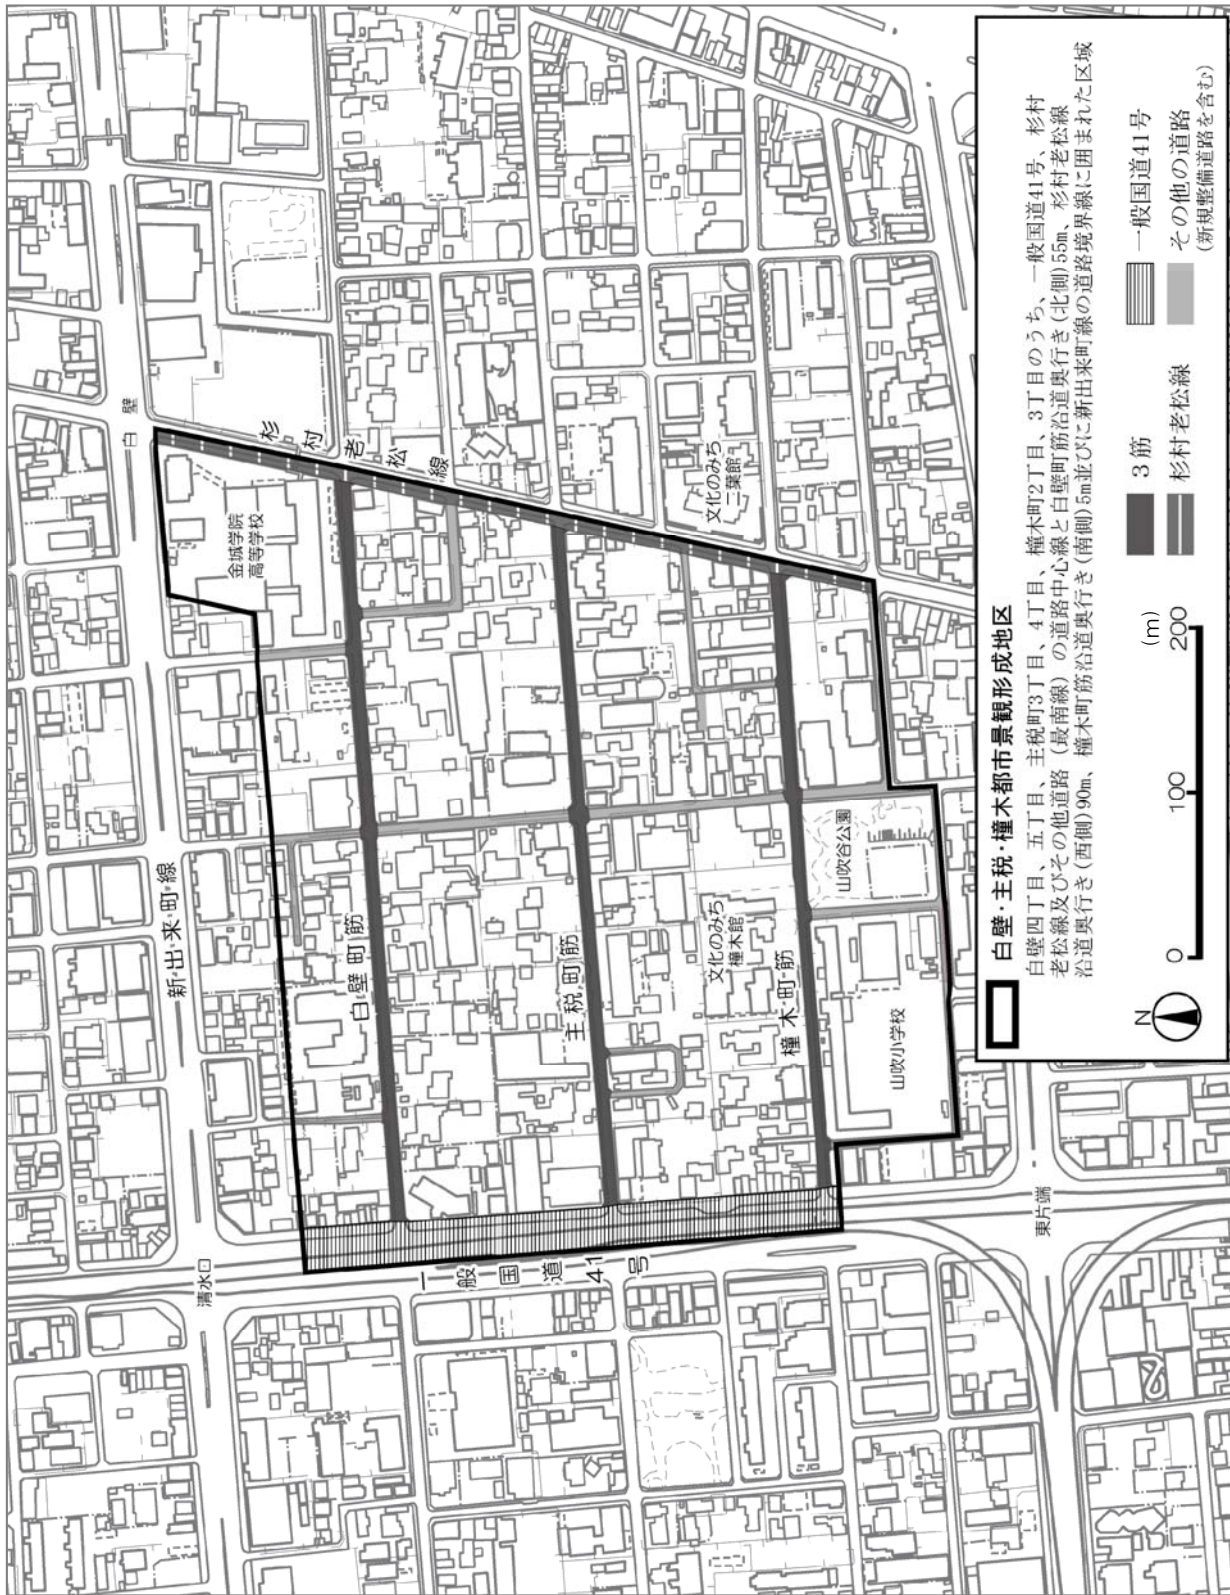 白壁
杉村老松線
金城学院
高等学校
新・出・来・町・線
白壁町筋
主税町筋
文化のみち
二葉館
文化のみち
橦木館
橦木町筋
山吹谷公園
山吹小学校
清水口
一般国道41号
東片端
白壁・主税・橦木都市景観形成地区
白壁四丁目、五丁目、主税町3丁目、4丁目、橦木町2丁目、3丁目のうち、一般国道41号、杉村
老松線及びその他道路（最南線）の道路中心線と白壁町筋沿道奥行き(北側)55m、杉村老松線
沿道奥行き(西側)90m、橦木町筋沿道奥行き(南側)5m並びに新出来町線の道路境界線に囲まれた区域
N
0 100 200
(m)
3筋
一般国道41号
杉村老松線
その他の道路
(新規整備道路を含む)